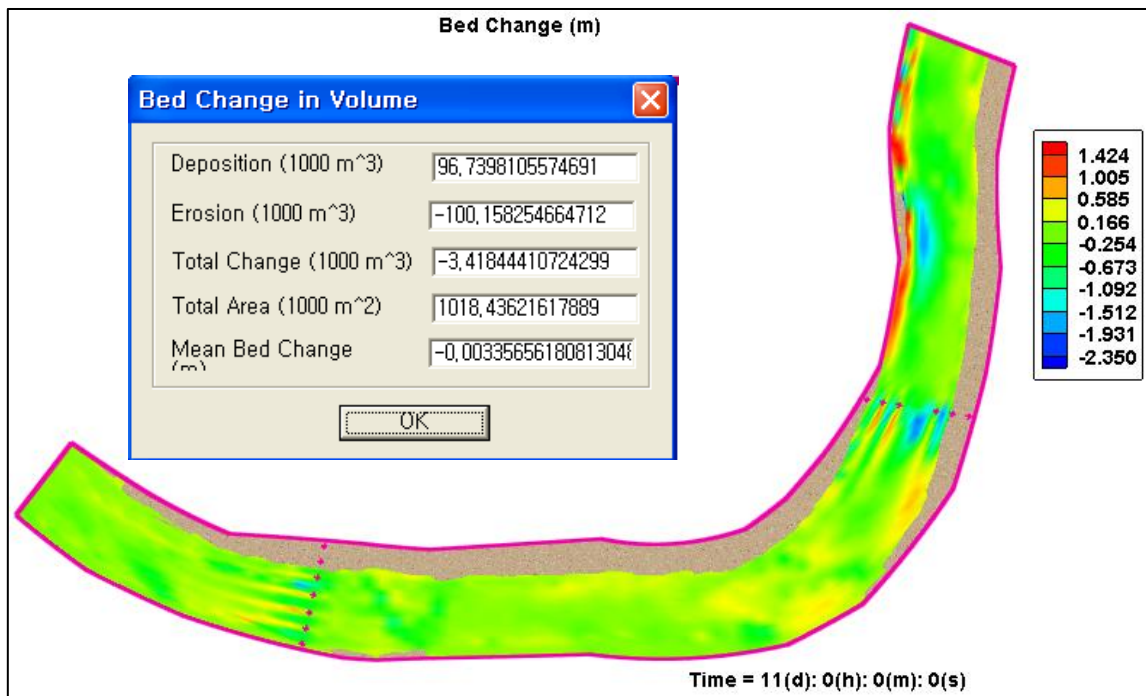 Bed Change (m)
Bed Change in Volume
Deposition (1000 m^3) 96,7398105574691
Erosion (1000 m^3) -100,158254664712
Total Change (1000 m^3) -3,41844410724299
Total Area (1000 m^2) 1018,43621617889
Mean Bed Change -0,0033565618081304
(m)
OK
1.424
1.005
0.585
0.166
-0.254
-0.673
-1.092
-1.512
-1.931
-2.350
Time = 11(d): 0(h): 0(m): 0(s)